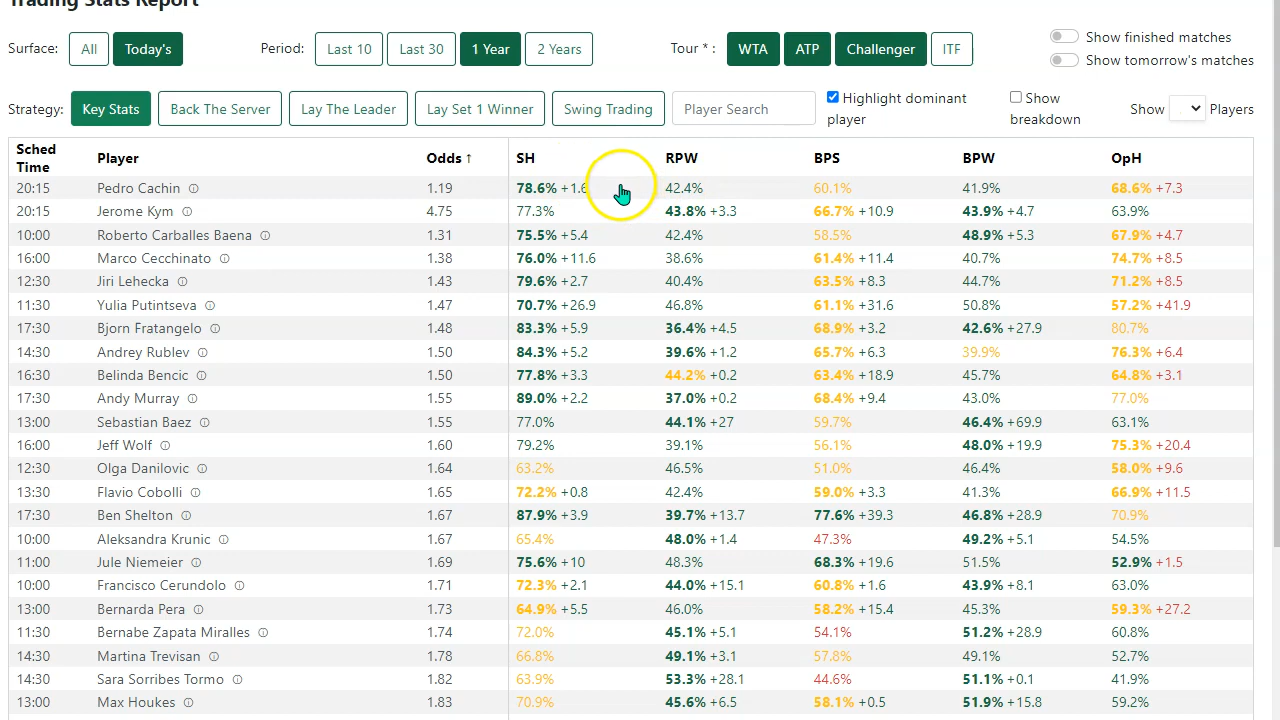 Trading Stats Report
Surface: All Today's Period: Last 10 Last 30 1 Year 2 Years Tour * : WTA ATP Challenger ITF Show finished matches
Show tomorrow's matches
Strategy: Key Stats Back The Server Lay The Leader Lay Set 1 Winner Swing Trading Player Search Highlight dominant player Show breakdown Show Players
Sched Time Player Odds ↑ SH RPW BPS BPW OpH
20:15 Pedro Cachin 1.19 78.6% +1.6 42.4% 60.1% 41.9% 68.6% +7.3
20:15 Jerome Kym 4.75 77.3% 43.8% +3.3 66.7% +10.9 43.9% +4.7 63.9%
10:00 Roberto Carballes Baena 1.31 75.5% +5.4 42.4% 58.5% 48.9% +5.3 67.9% +4.7
16:00 Marco Cecchinato 1.38 76.0% +11.6 38.6% 61.4% +11.4 40.7% 74.7% +8.5
12:30 Jiri Lehecka 1.43 79.6% +2.7 40.4% 63.5% +8.3 44.7% 71.2% +8.5
11:30 Yulia Putintseva 1.47 70.7% +26.9 46.8% 61.1% +31.6 50.8% 57.2% +41.9
17:30 Bjorn Fratangelo 1.48 83.3% +5.9 36.4% +4.5 68.9% +3.2 42.6% +27.9 80.7%
14:30 Andrey Rublev 1.50 84.3% +5.2 39.6% +1.2 65.7% +6.3 39.9% 76.3% +6.4
16:30 Belinda Bencic 1.50 77.8% +3.3 44.2% +0.2 63.4% +18.9 45.7% 64.8% +3.1
17:30 Andy Murray 1.55 89.0% +2.2 37.0% +0.2 68.4% +9.4 43.0% 77.0%
13:00 Sebastian Baez 1.55 77.0% 44.1% +27 59.7% 46.4% +69.9 63.1%
16:00 Jeff Wolf 1.60 79.2% 39.1% 56.1% 48.0% +19.9 75.3% +20.4
12:30 Olga Danilovic 1.64 63.2% 46.5% 51.0% 46.4% 58.0% +9.6
13:30 Flavio Cobolli 1.65 72.2% +0.8 42.4% 59.0% +3.3 41.3% 66.9% +11.5
17:30 Ben Shelton 1.67 87.9% +3.9 39.7% +13.7 77.6% +39.3 46.8% +28.9 70.9%
10:00 Aleksandra Krunic 1.67 65.4% 48.0% +1.4 47.3% 49.2% +5.1 54.5%
11:00 Jule Niemeier 1.69 75.6% +10 48.3% 68.3% +19.6 51.5% 52.9% +1.5
10:00 Francisco Cerundolo 1.71 72.3% +2.1 44.0% +15.1 60.8% +1.6 43.9% +8.1 63.0%
13:00 Bernarda Pera 1.73 64.9% +5.5 46.0% 58.2% +15.4 45.3% 59.3% +27.2
11:30 Bernabe Zapata Miralles 1.74 72.0% 45.1% +5.1 54.1% 51.2% +28.9 60.8%
14:30 Martina Trevisan 1.78 66.8% 49.1% +3.1 57.8% 49.1% 52.7%
14:30 Sara Sorribes Tormo 1.82 63.9% 53.3% +28.1 44.6% 51.1% +0.1 41.9%
13:00 Max Houkes 1.83 70.9% 45.6% +6.5 58.1% +0.5 51.9% +15.8 59.2%